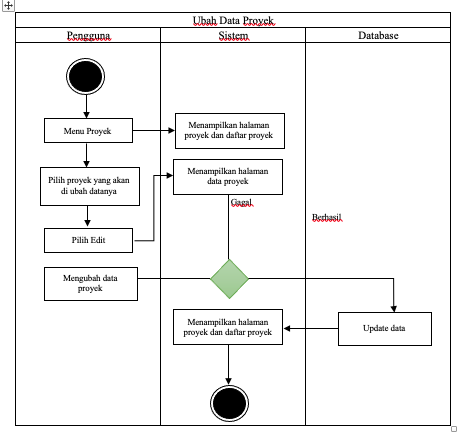 Ubah Data Proyek
Pengguna
Sistem
Database
Menu Proyek
Menampilkan halaman
proyek dan daftar proyek
Pilih proyek yang akan
di ubah datanya
Menampilkan halaman
data proyek
Gagal
Berhasil
Pilih Edit
Mengubah data
proyek
Menampilkan halaman
proyek dan daftar proyek
Update data